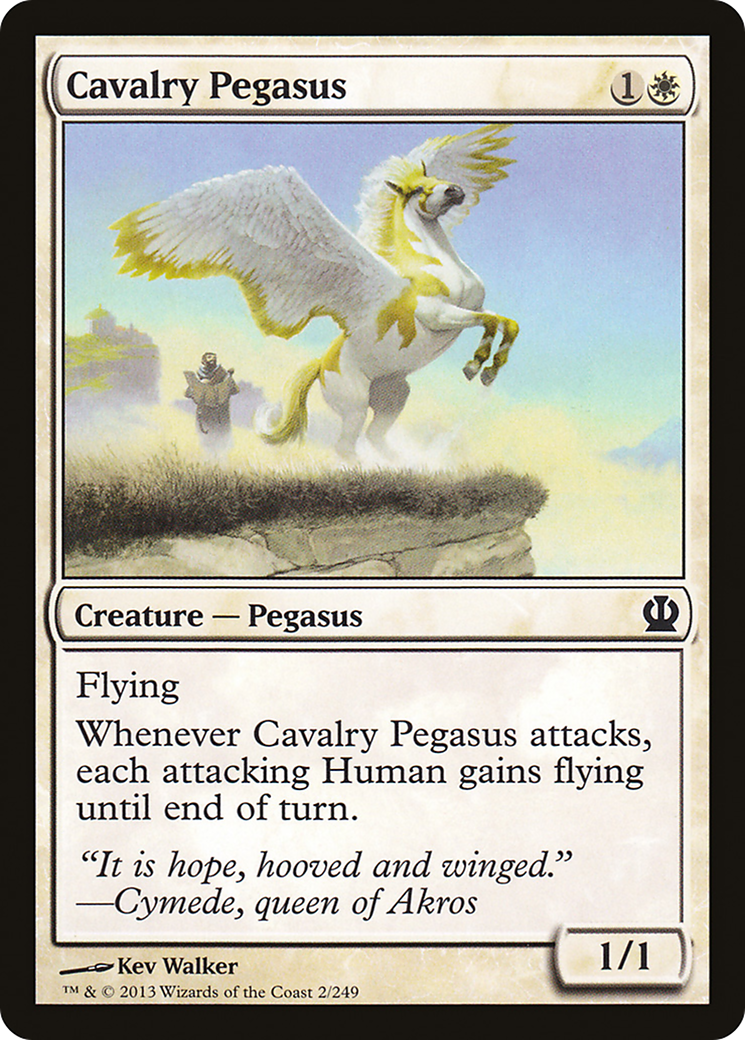 Cavalry Pegasus 1
Creature — Pegasus
Flying
Whenever Cavalry Pegasus attacks,
each attacking Human gains flying
until end of turn.
“It is hope, hooved and winged.”
—Cymede, queen of Akros
1/1
Kev Walker
™ & © 2013 Wizards of the Coast 2/249